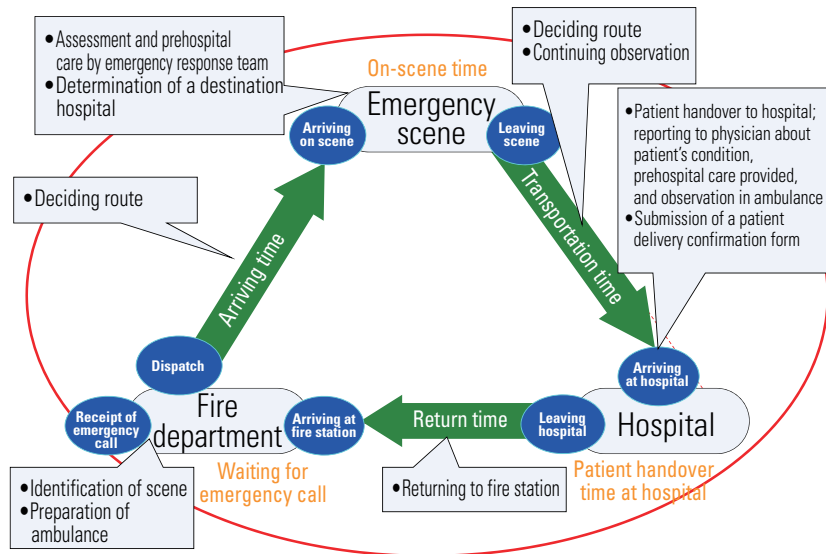 •Assessment and prehospital
care by emergency response team
•Determination of a destination
hospital
On-scene time
•Deciding route
•Continuing observation
Emergency
scene
Arriving
on scene
Leaving
scene
•Patient handover to hospital;
reporting to physician about
patient's condition,
prehospital care provided,
and observation in ambulance
•Submission of a patient
delivery confirmation form
•Deciding route
Arriving time
Transportation time
Dispatch
Arriving
at hospital
Receipt of
emergency
call
Fire
department
Arriving at
fire station
Return time
Leaving
hospital
Hospital
Waiting for
emergency call
Patient handover
time at hospital
•Identification of scene
•Preparation of
ambulance
•Returning to fire station